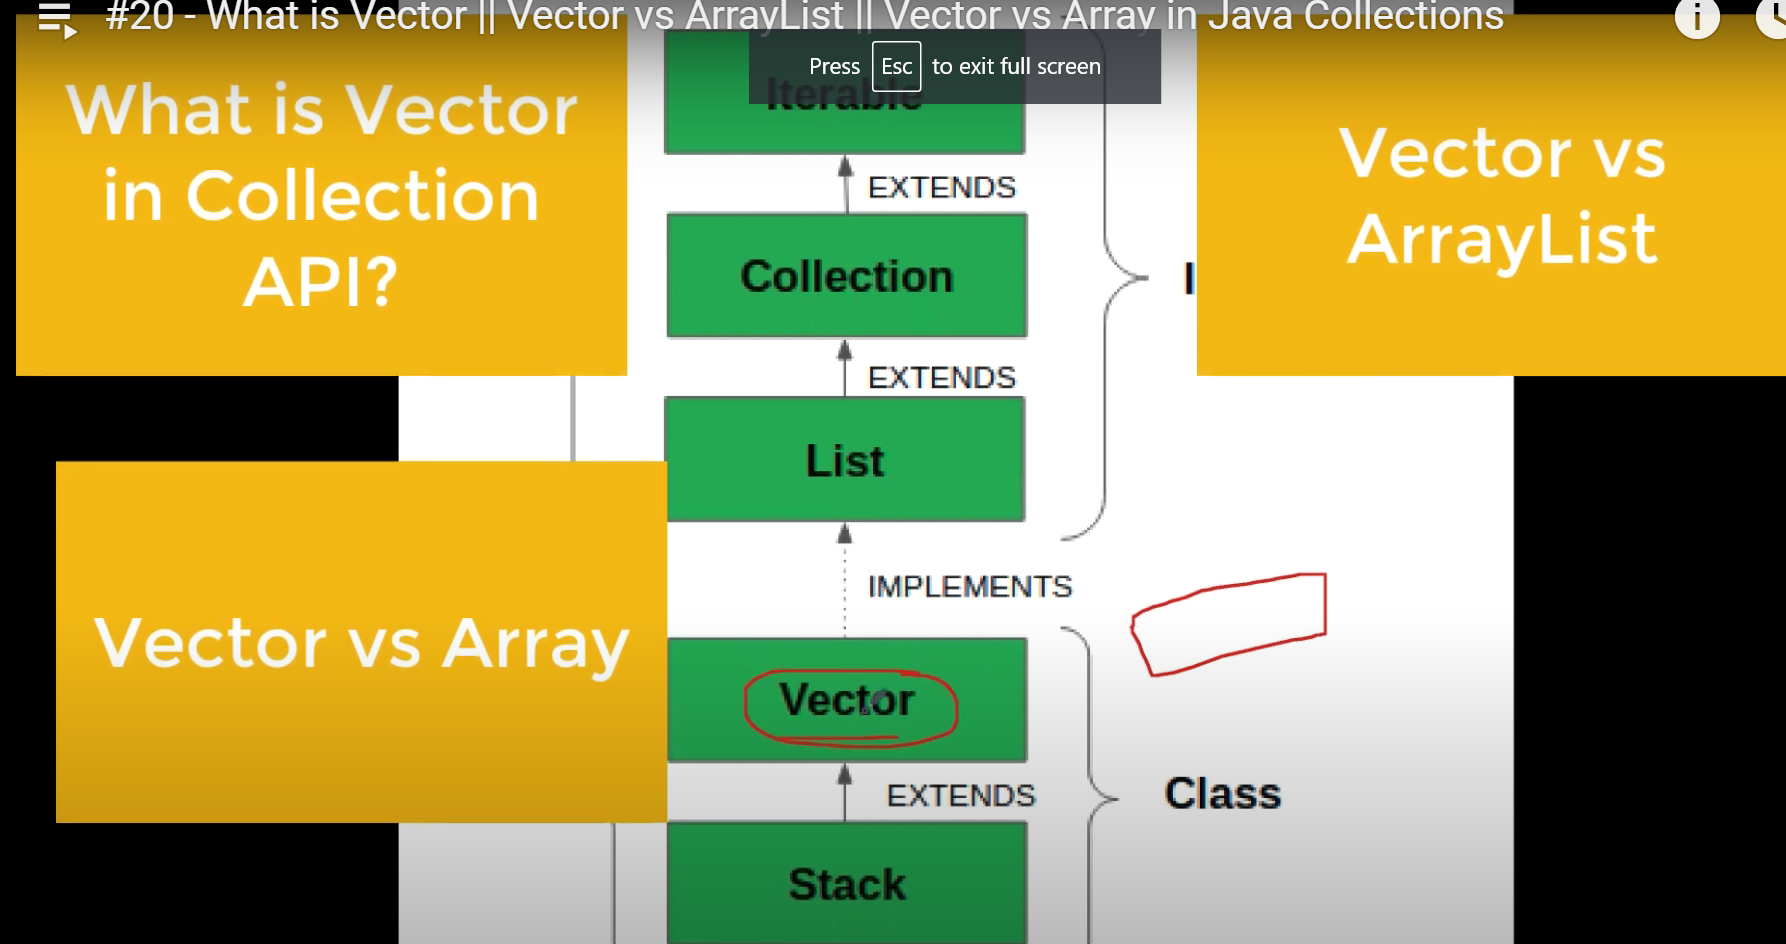 #20 - What is Vector || Vector vs ArrayList || Vector vs Array in Java Collections
Press Esc to exit full screen
What is Vector
in Collection
API?
Iterable
EXTENDS
Collection
Vector vs
ArrayList
I
EXTENDS
List
IMPLEMENTS
Vector vs Array
Vector
EXTENDS
Class
Stack